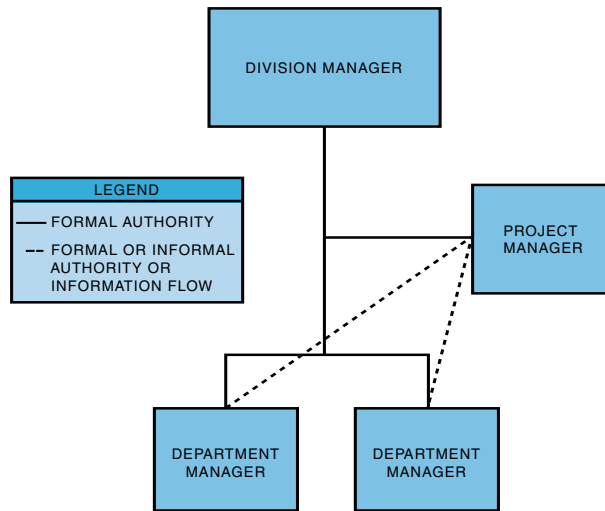 DIVISION MANAGER
LEGEND
FORMAL AUTHORITY
FORMAL OR INFORMAL
AUTHORITY OR
INFORMATION FLOW
PROJECT
MANAGER
DEPARTMENT
MANAGER
DEPARTMENT
MANAGER